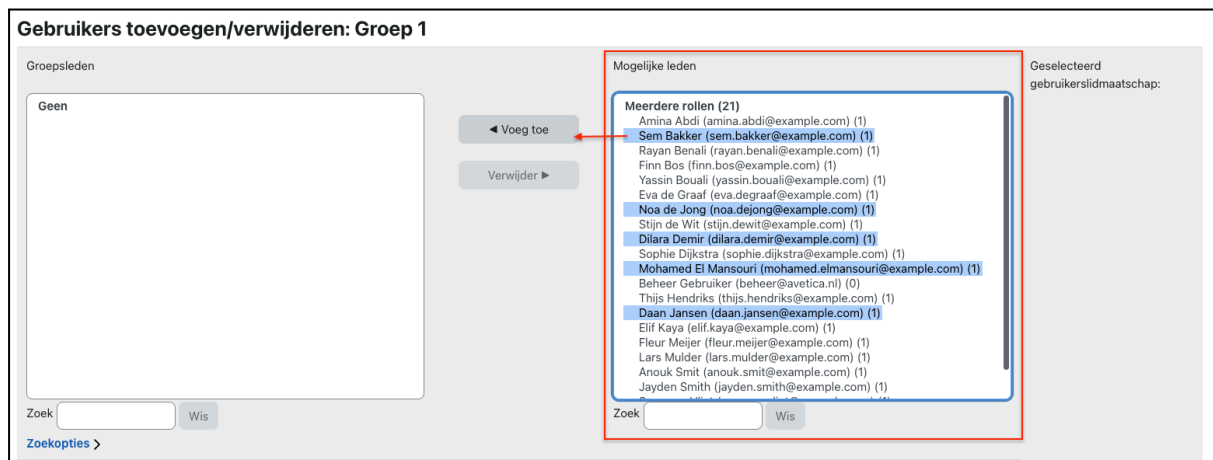 Gebruikers toevoegen/verwijderen: Groep 1
Groepsleden
Geen
Zoek
Wis
Zoekopties
◄ Voeg toe
Verwijder ►
Mogelijke leden
Meerdere rollen (21)
Amina Abdi (amina.abdi@example.com) (1)
Sem Bakker (sem.bakker@example.com) (1)
Rayan Benali (rayan.benali@example.com) (1)
Finn Bos (finn.bos@example.com) (1)
Yassin Bouali (yassin.bouali@example.com) (1)
Eva de Graaf (eva.degraaf@example.com) (1)
Noa de Jong (noa.dejong@example.com) (1)
Stijn de Wit (stijn.dewit@example.com) (1)
Dilara Demir (dilara.demir@example.com) (1)
Sophie Dijkstra (sophie.dijkstra@example.com) (1)
Mohamed El Mansouri (mohamed.elmansouri@example.com) (1)
Beheer Gebruiker (beheer@avetica.nl) (0)
Thijs Hendriks (thijs.hendriks@example.com) (1)
Daan Jansen (daan.jansen@example.com) (1)
Elif Kaya (elif.kaya@example.com) (1)
Fleur Meijer (fleur.meijer@example.com) (1)
Lars Mulder (lars.mulder@example.com) (1)
Anouk Smit (anouk.smit@example.com) (1)
Jayden Smith (jayden.smith@example.com) (1)
Zoek
Wis
Geselecteerd
gebruikerslidmaatschap: